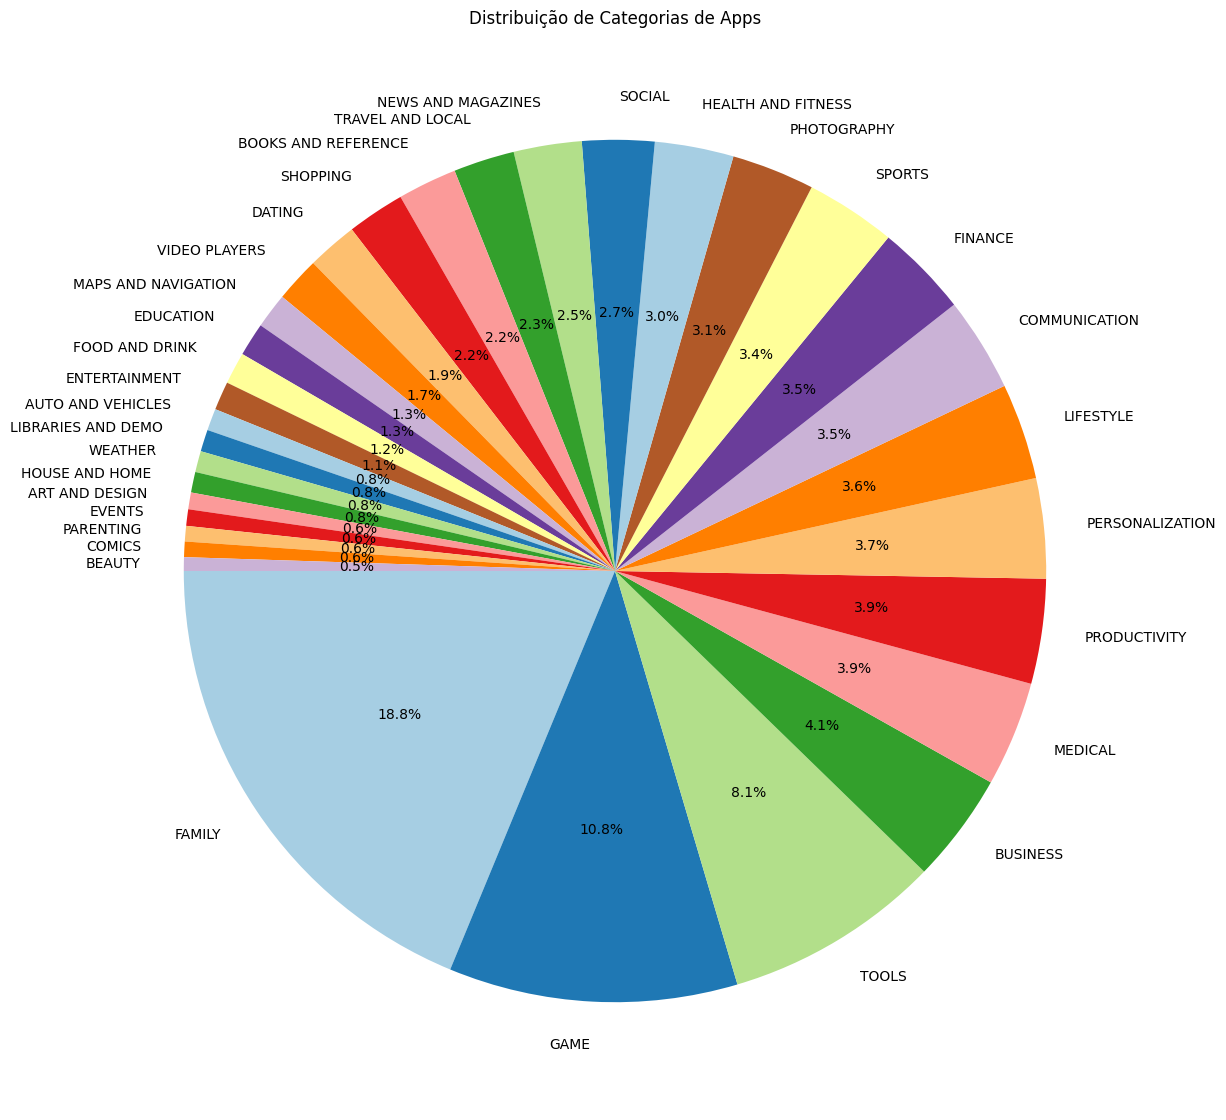 Distribuição de Categorias de Apps
SOCIAL
NEWS AND MAGAZINES
HEALTH AND FITNESS
TRAVEL AND LOCAL
PHOTOGRAPHY
BOOKS AND REFERENCE
SHOPPING
SPORTS
DATING
FINANCE
VIDEO PLAYERS
MAPS AND NAVIGATION
EDUCATION
COMMUNICATION
FOOD AND DRINK
ENTERTAINMENT
AUTO AND VEHICLES
LIFESTYLE
LIBRARIES AND DEMO
WEATHER
HOUSE AND HOME
ART AND DESIGN
EVENTS
PERSONALIZATION
PARENTING
COMICS
BEAUTY
PRODUCTIVITY
MEDICAL
FAMILY
BUSINESS
TOOLS
GAME
2.7%
2.5%
3.0%
2.3%
3.1%
2.2%
2.2%
3.4%
1.9%
3.5%
1.7%
1.3%
1.3%
3.5%
1.2%
1.1%
0.8%
3.6%
0.8%
0.8%
0.8%
0.6%
0.6%
3.7%
0.6%
0.6%
0.5%
3.9%
3.9%
18.8%
4.1%
8.1%
10.8%